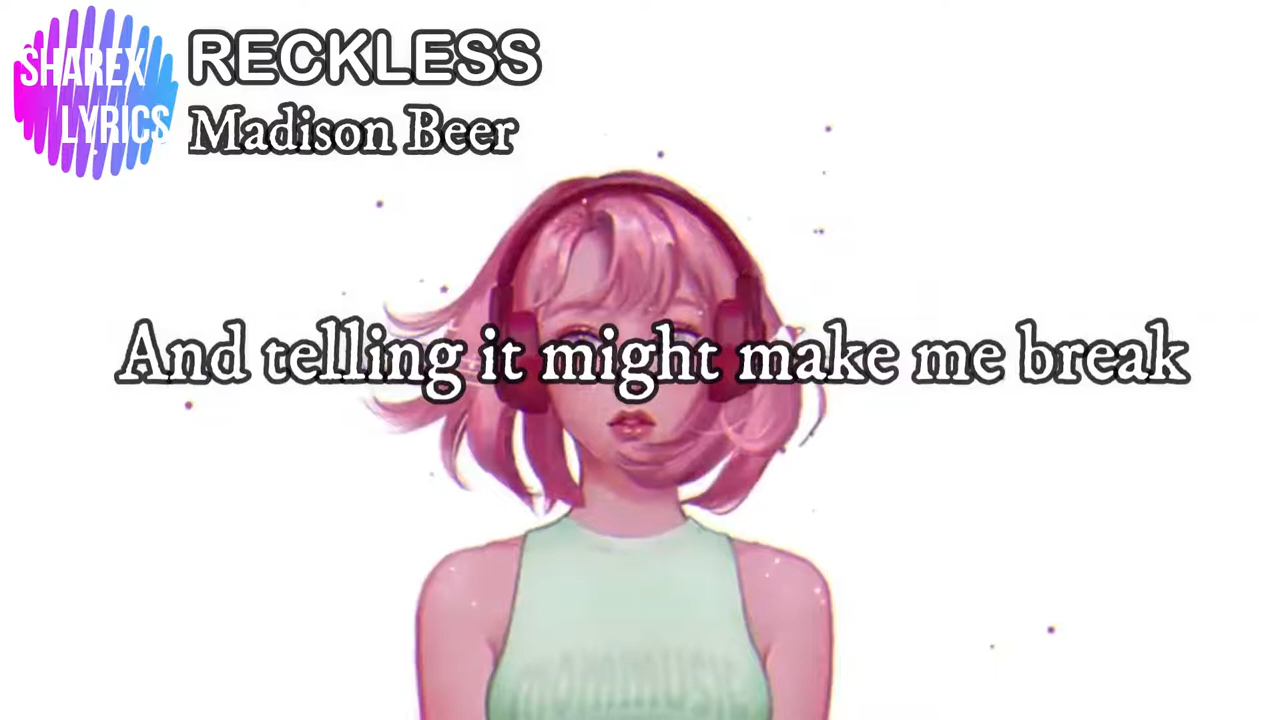 SHAREX
LYRICS
RECKLESS
Madison Beer
And telling it might make me break